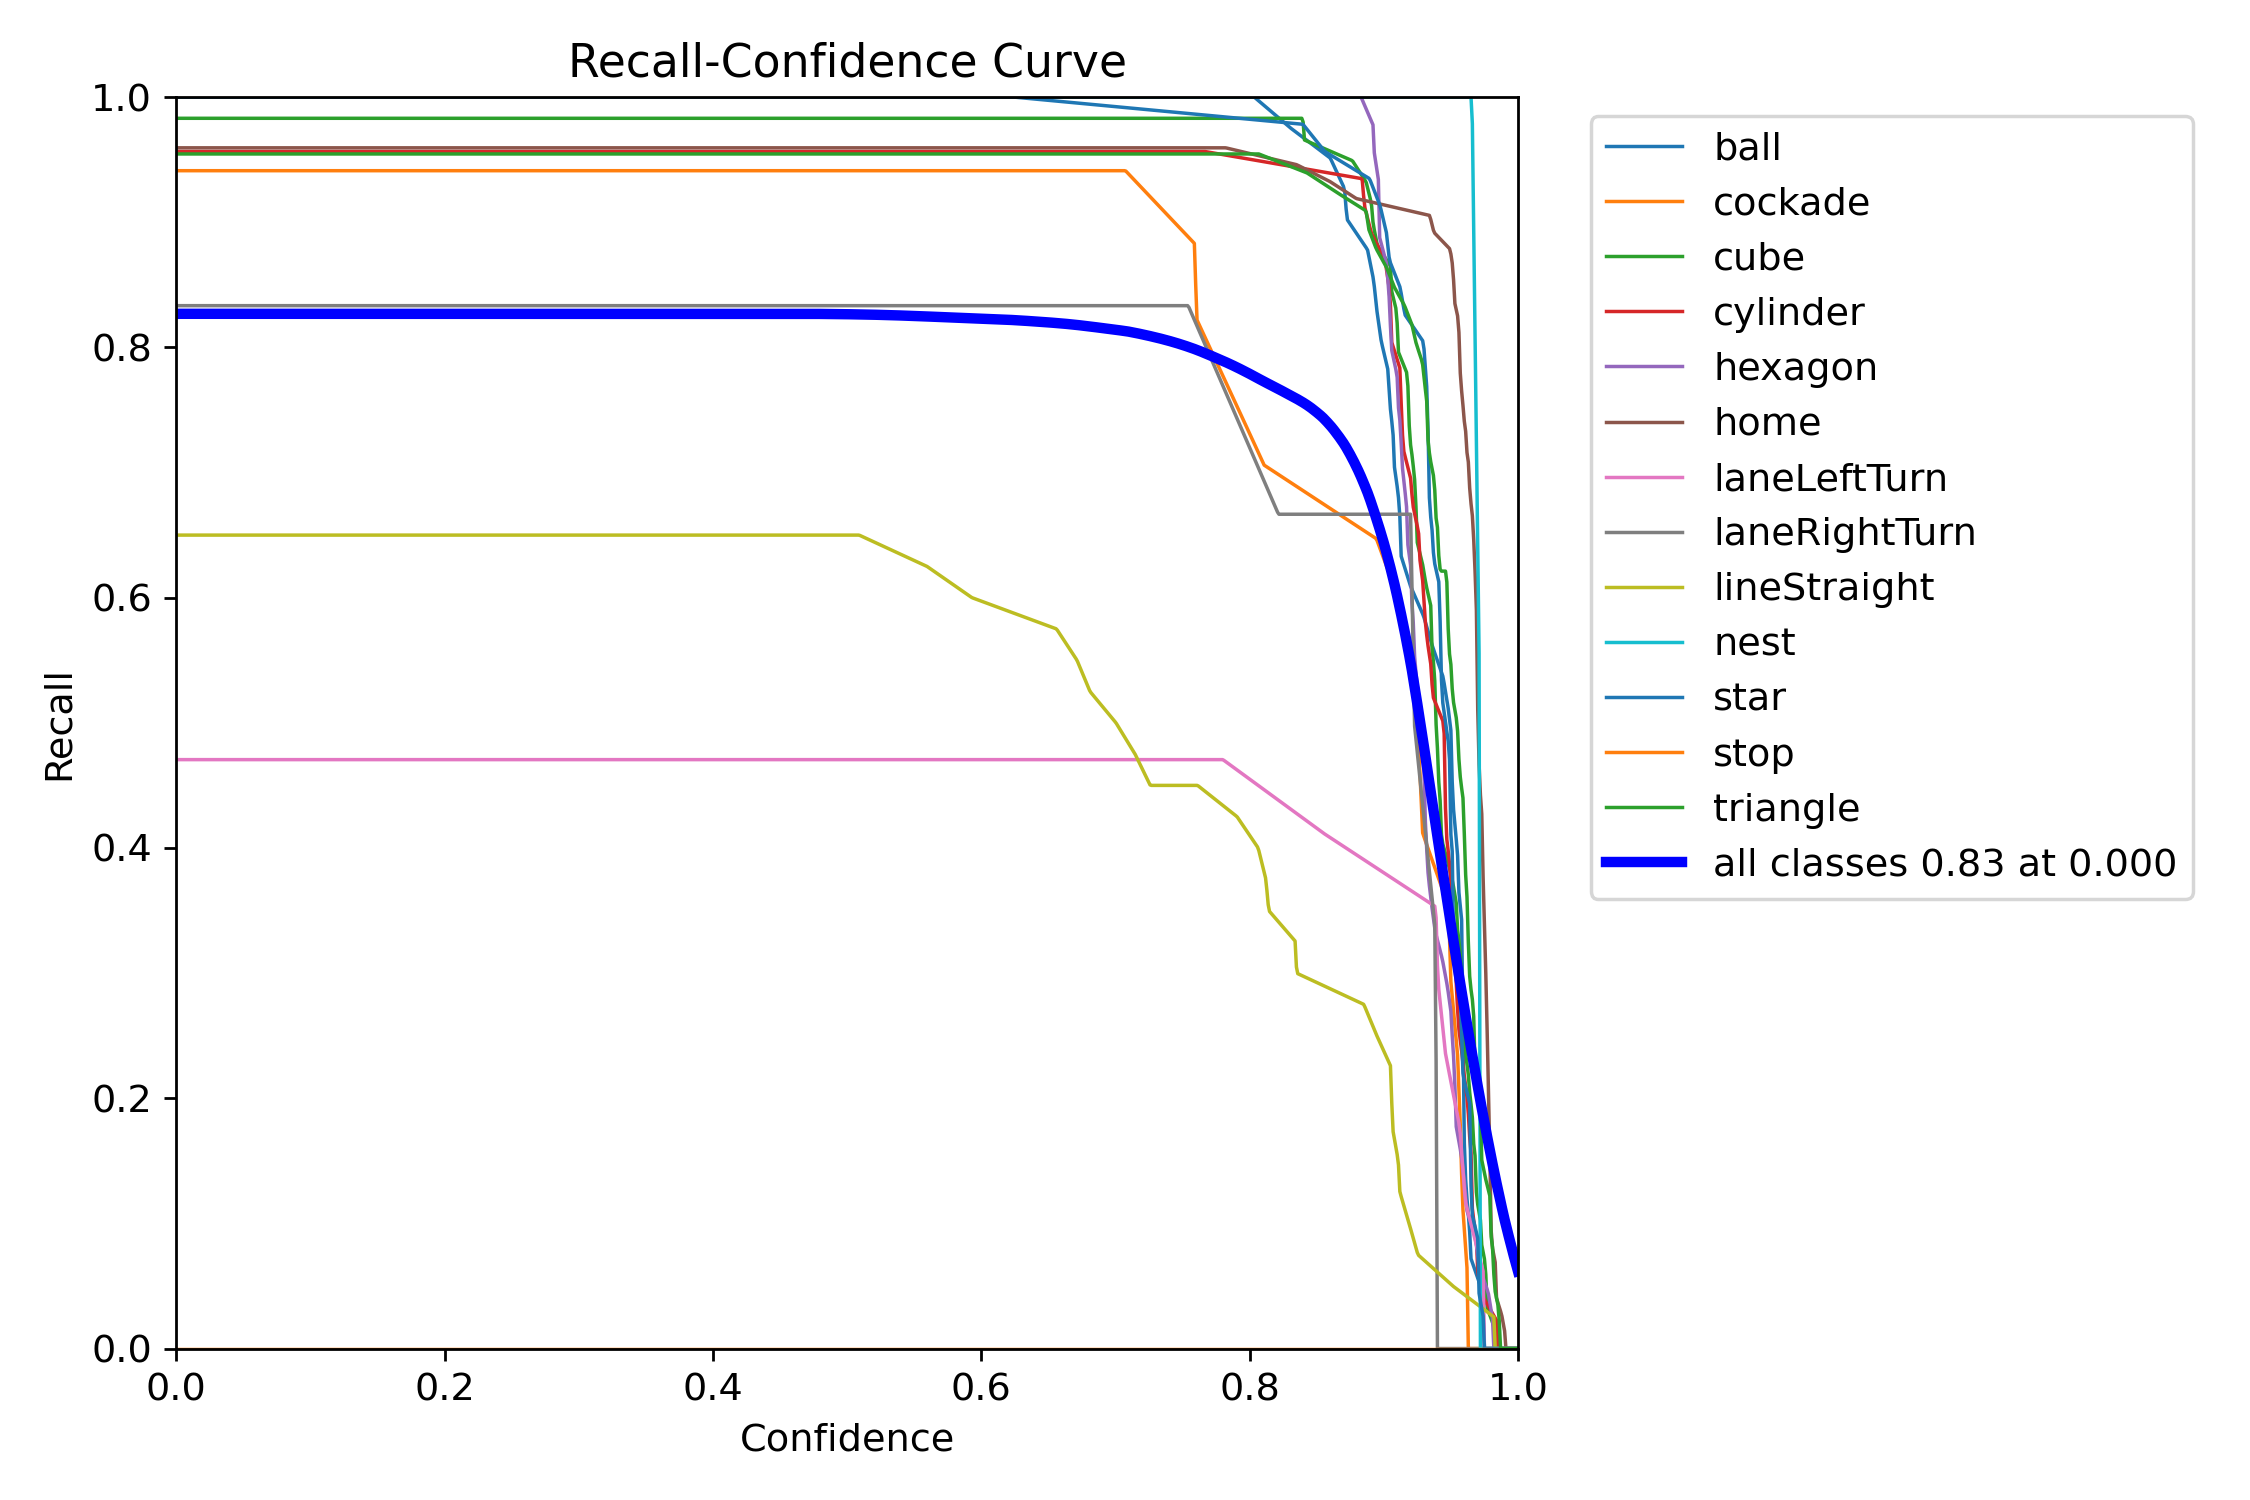 Recall-Confidence Curve
1.0
0.8
0.6
0.4
0.2
0.0
Recall
0.0 0.2 0.4 0.6 0.8 1.0
Confidence
ball
cockade
cube
cylinder
hexagon
home
laneLeftTurn
laneRightTurn
lineStraight
nest
star
stop
triangle
all classes 0.83 at 0.000